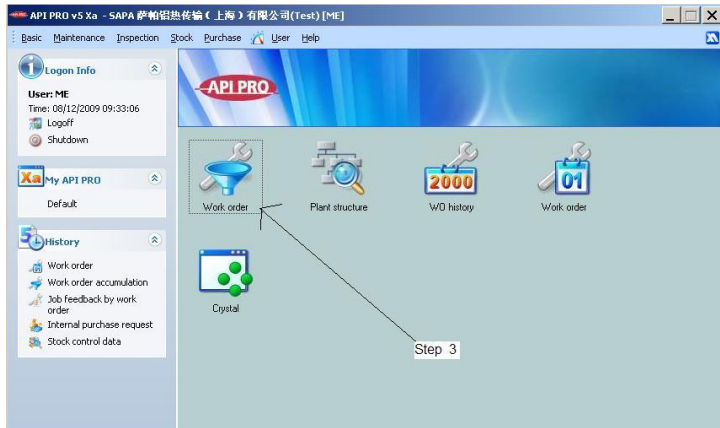 API PRO v5 Xa - SAPA 萨帕铝热传输（上海）有限公司(Test) [ME]
Basic Maintenance Inspection Stock Purchase User Help
Logon Info
User: ME
Time: 08/12/2009 09:33:06
Logoff
Shutdown
Xa My API PRO
Default
History
Work order
Work order accumulation
Job feedback by work
order
Internal purchase request
Stock control data
API PRO
Work order
Plant structure
2000
WO history
01
Work order
Crystal
Step 3